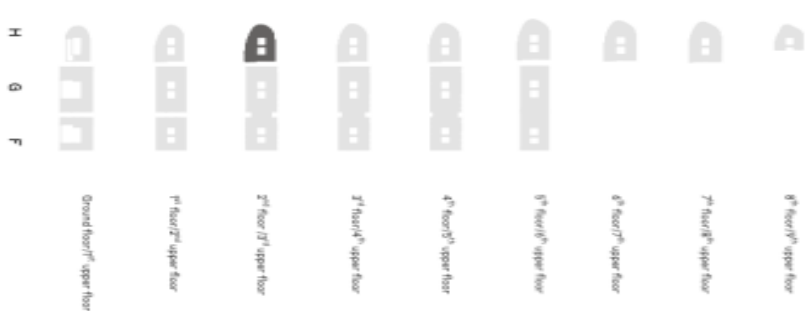 H
G
F
Ground floor/1st upper floor
1st floor/2nd upper floor
2nd floor/3rd upper floor
3rd floor/4th upper floor
4th floor/5th upper floor
5th floor/6th upper floor
6th floor/7th upper floor
7th floor/8th upper floor
8th floor/9th upper floor